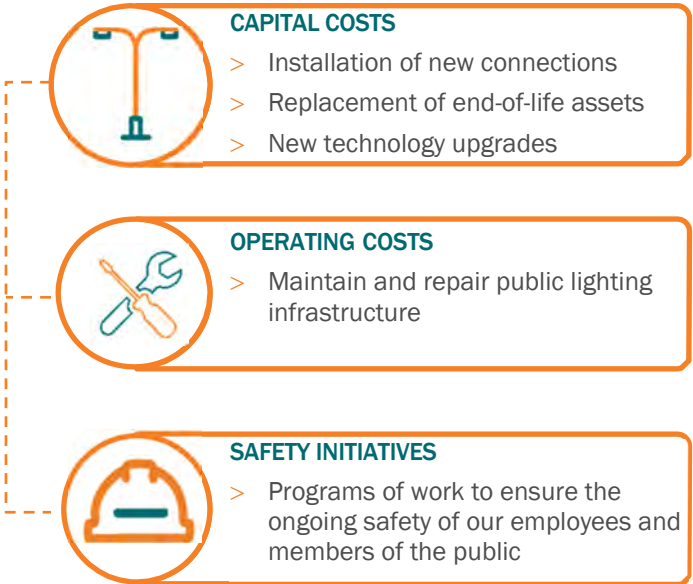 CAPITAL COSTS
> Installation of new connections
> Replacement of end-of-life assets
> New technology upgrades
OPERATING COSTS
> Maintain and repair public lighting
infrastructure
SAFETY INITIATIVES
> Programs of work to ensure the
ongoing safety of our employees and
members of the public